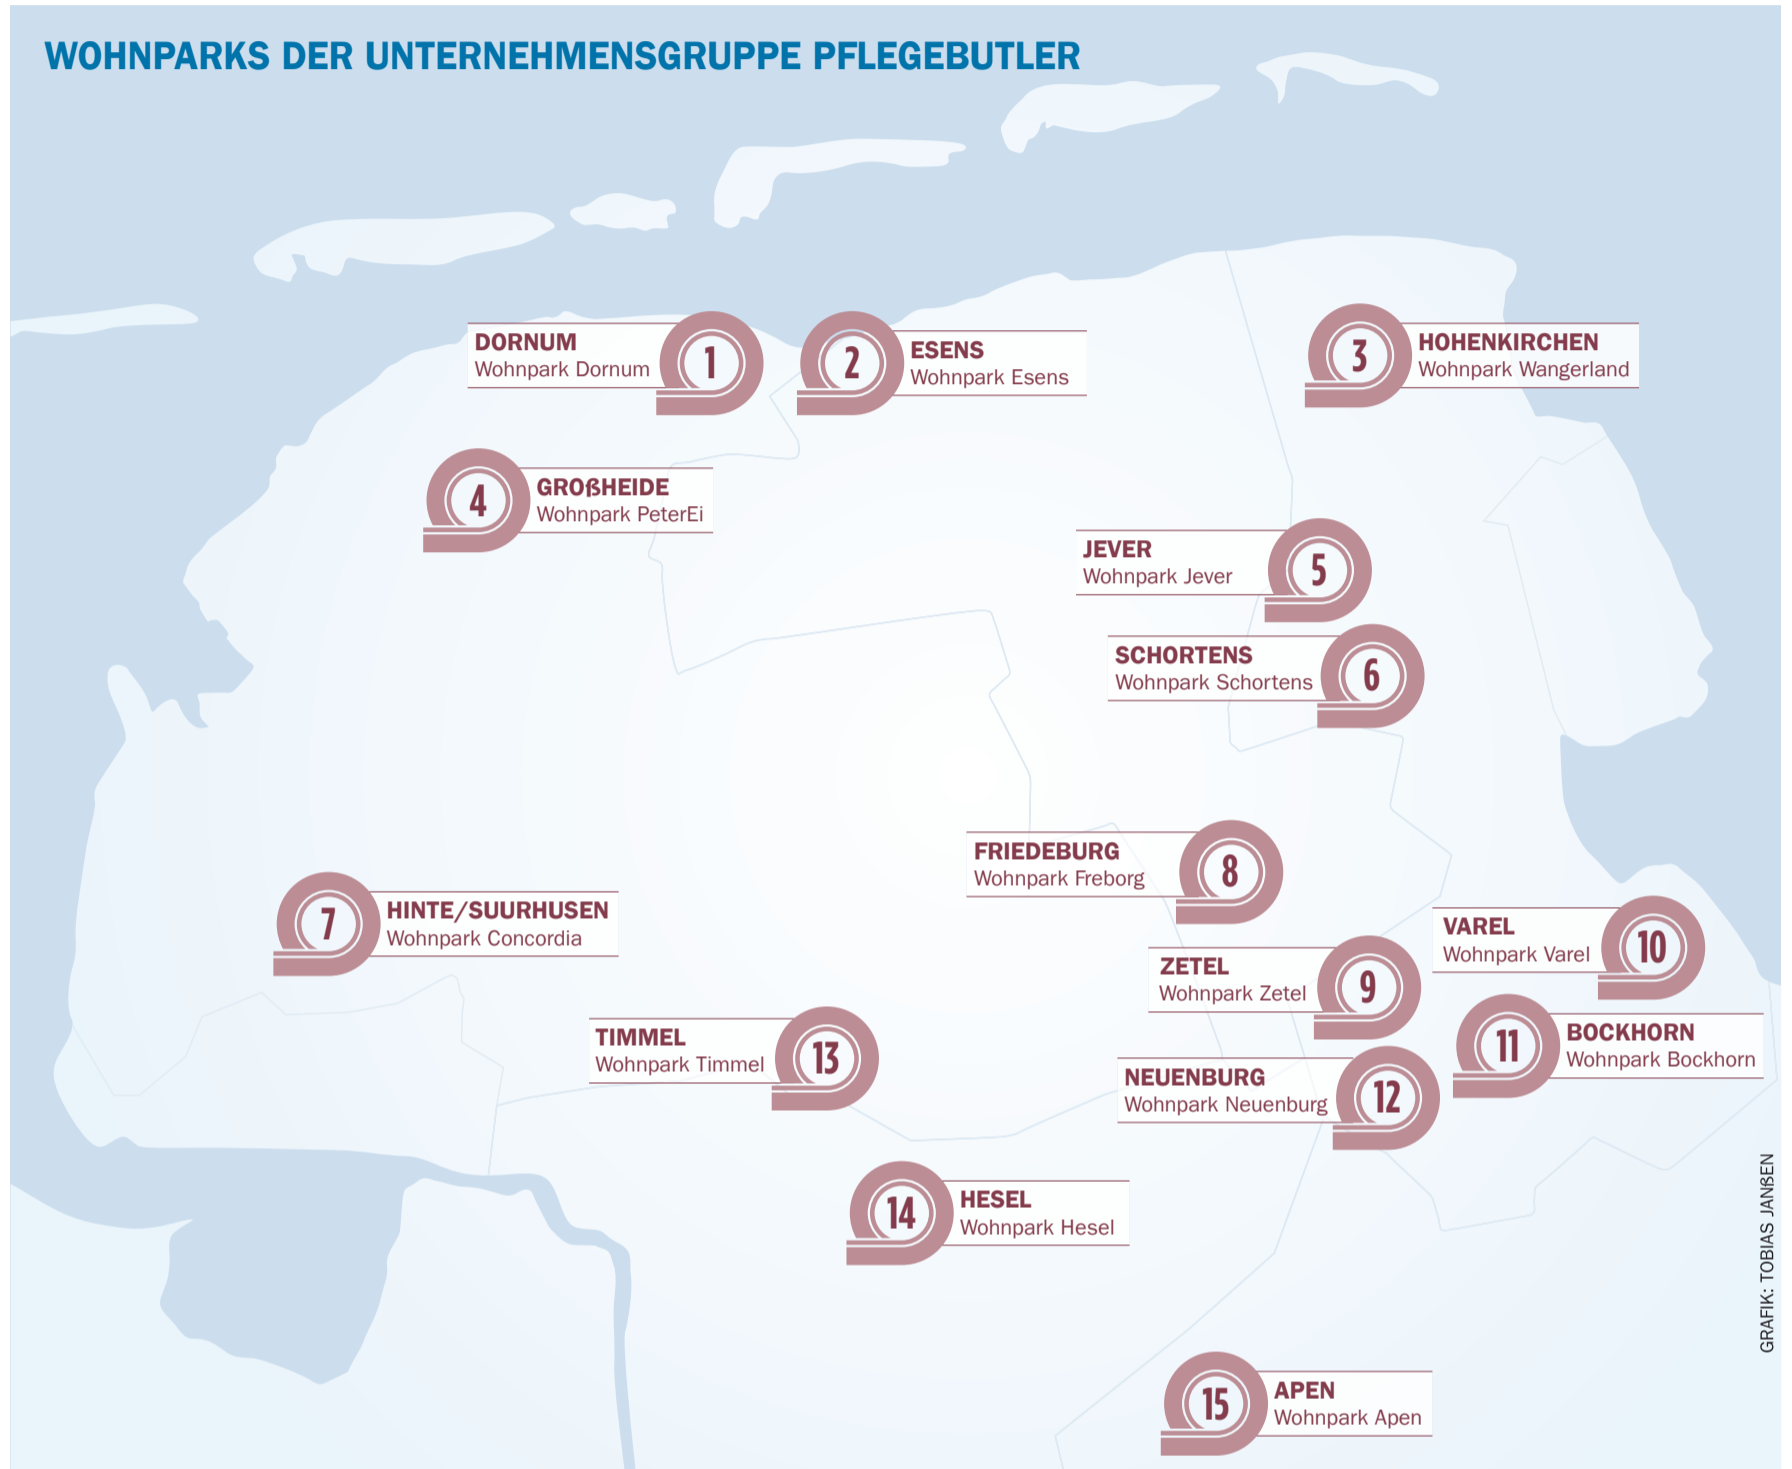 WOHNPARKS DER UNTERNEHMENSGRUPPE PFLEGEBUTLER
DORNUM
Wohnpark Dornum
1
2
ESENS
Wohnpark Esens
3
HOHENKIRCHEN
Wohnpark Wangerland
4
GROßHEIDE
Wohnpark PeterEi
JEVER
Wohnpark Jever
5
SCHORTENS
Wohnpark Schortens
6
7
HINTE/SUURHUSEN
Wohnpark Concordia
FRIEDEBURG
Wohnpark Freborg
8
ZETEL
Wohnpark Zetel
9
VAREL
Wohnpark Varel
10
11
BOCKHORN
Wohnpark Bockhorn
NEUENBURG
Wohnpark Neuenburg
12
TIMMEL
Wohnpark Timmel
13
14
HESEL
Wohnpark Hesel
15
APEN
Wohnpark Apen
GRAFIK: TOBIAS JANßEN